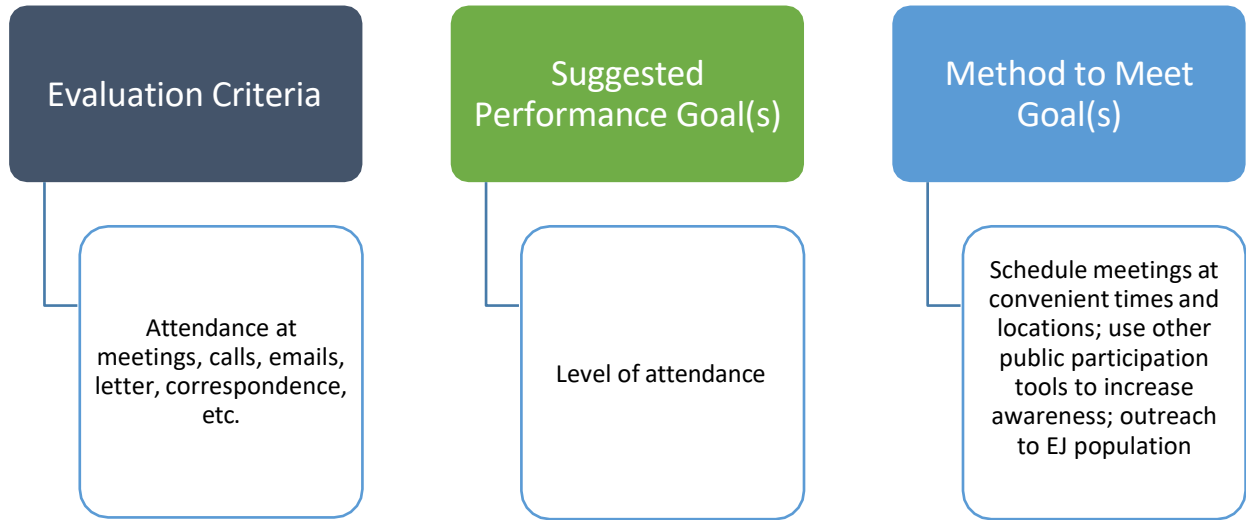 Evaluation Criteria
Attendance at
meetings, calls, emails,
letter, correspondence,
etc.
Suggested
Performance Goal(s)
Level of attendance
Method to Meet
Goal(s)
Schedule meetings at
convenient times and
locations; use other
public participation
tools to increase
awareness; outreach
to EJ population